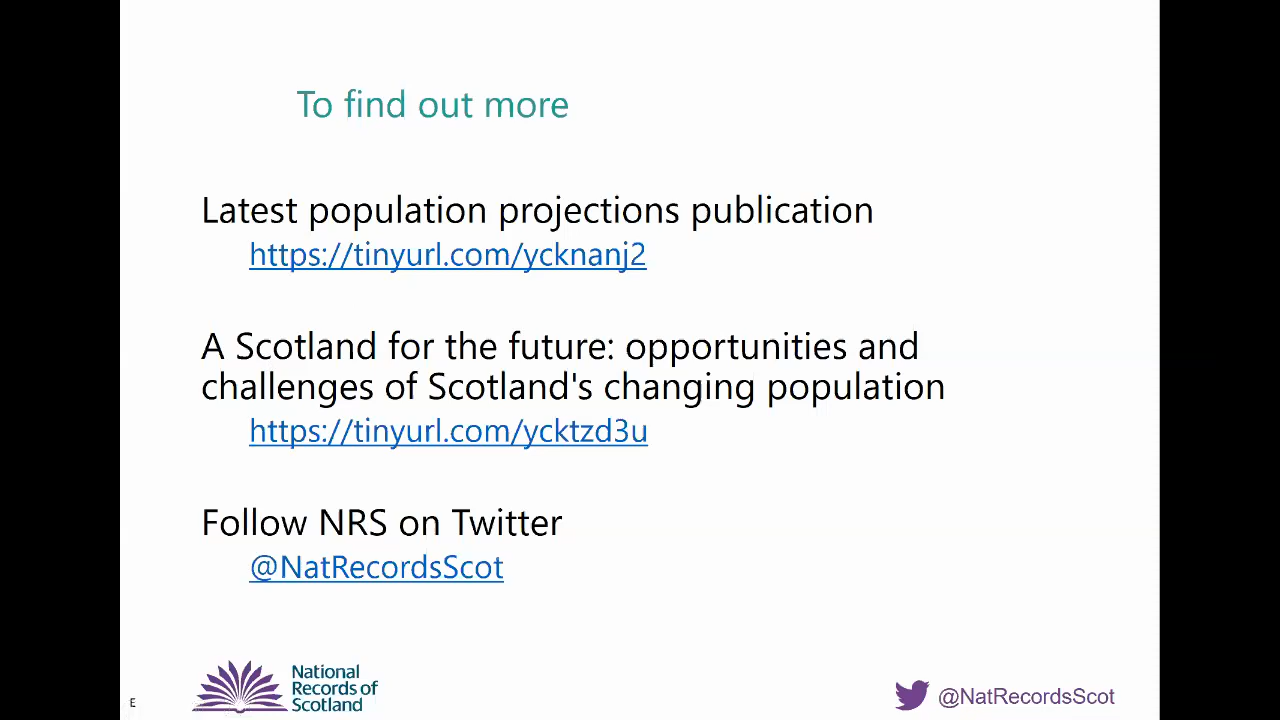 To find out more
Latest population projections publication
https://tinyurl.com/ycknanj2
A Scotland for the future: opportunities and
challenges of Scotland's changing population
https://tinyurl.com/ycktzd3u
Follow NRS on Twitter
@NatRecordsScot
National
Records of
Scotland
E
@NatRecordsScot